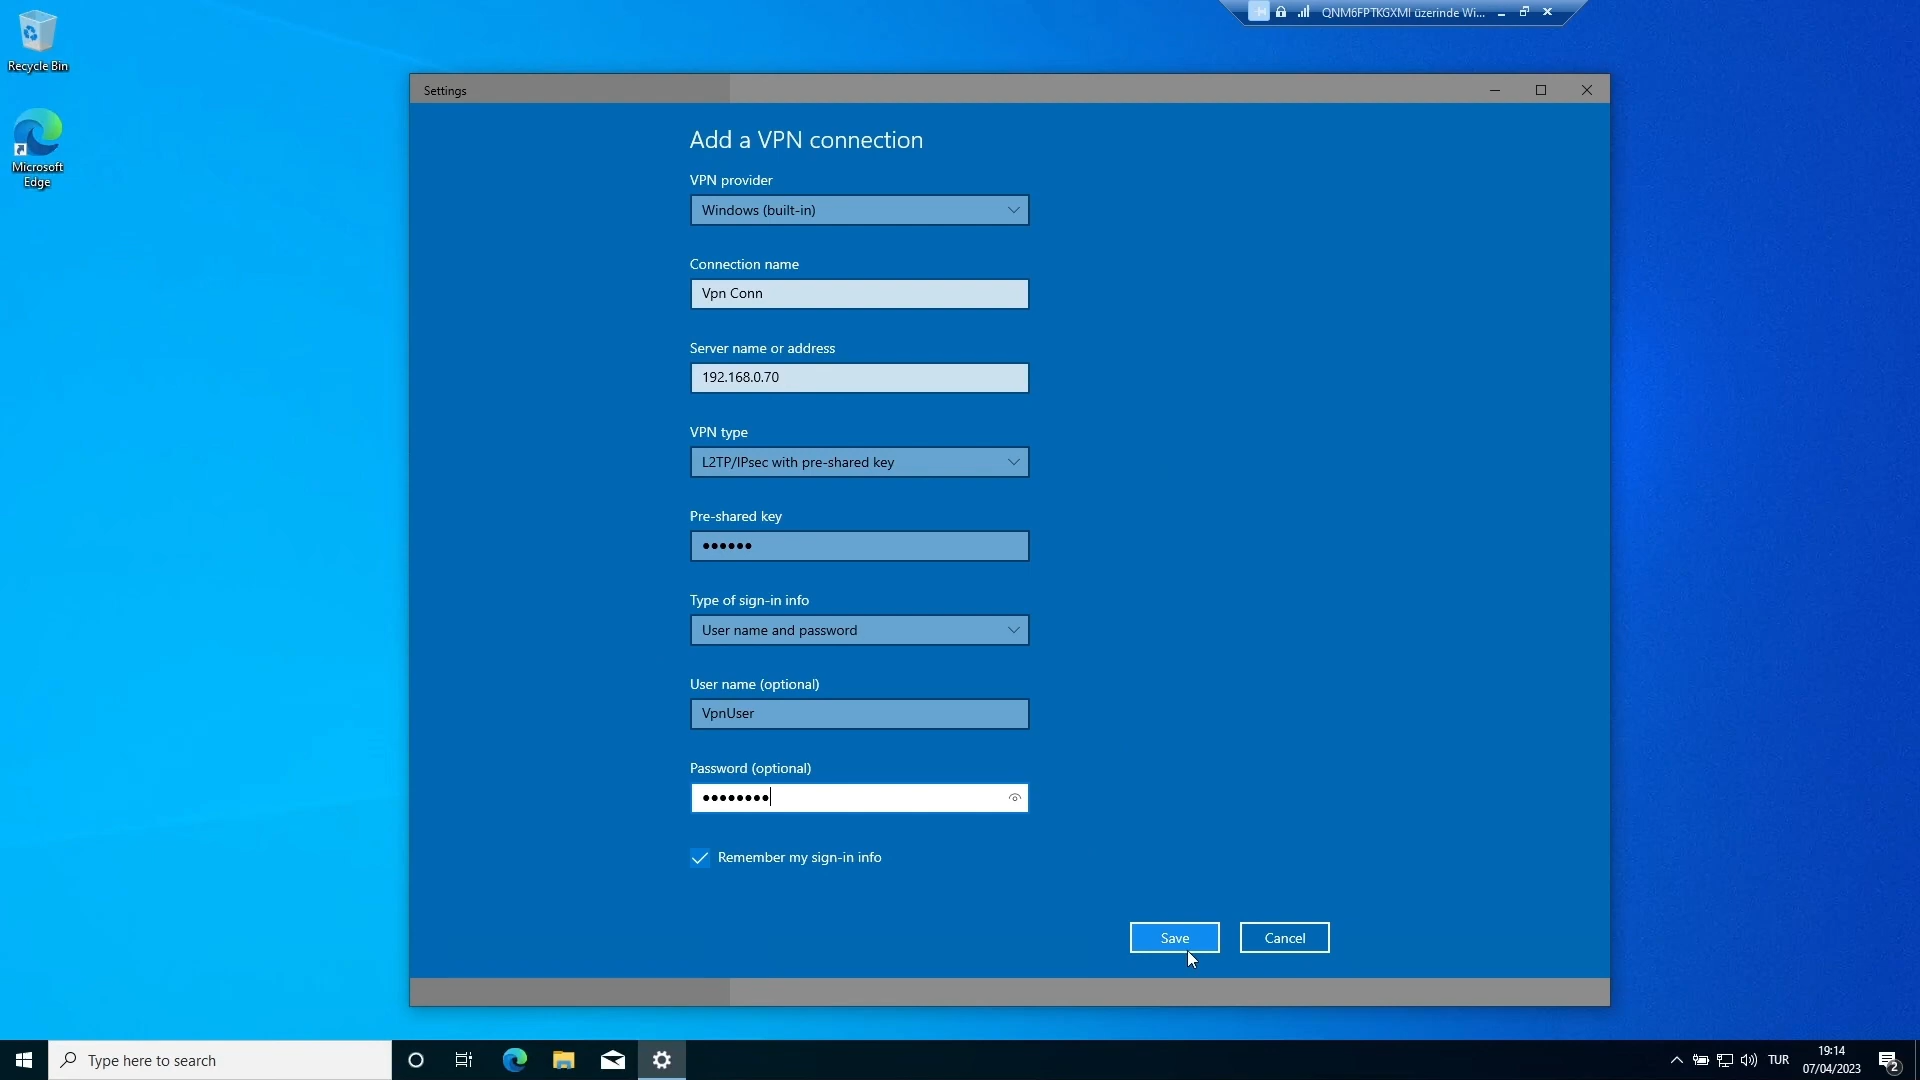 Recycle Bin
Microsoft
Edge
QNM6FPTKGXMI üzerinde Wi...
Settings
Add a VPN connection
VPN provider
Windows (built-in)
Connection name
Vpn Conn
Server name or address
192.168.0.70
VPN type
L2TP/IPsec with pre-shared key
Pre-shared key
●●●●●●
Type of sign-in info
User name and password
User name (optional)
VpnUser
Password (optional)
●●●●●●●●
Remember my sign-in info
Save
Cancel
Type here to search
TUR
19:14
07/04/2023
2